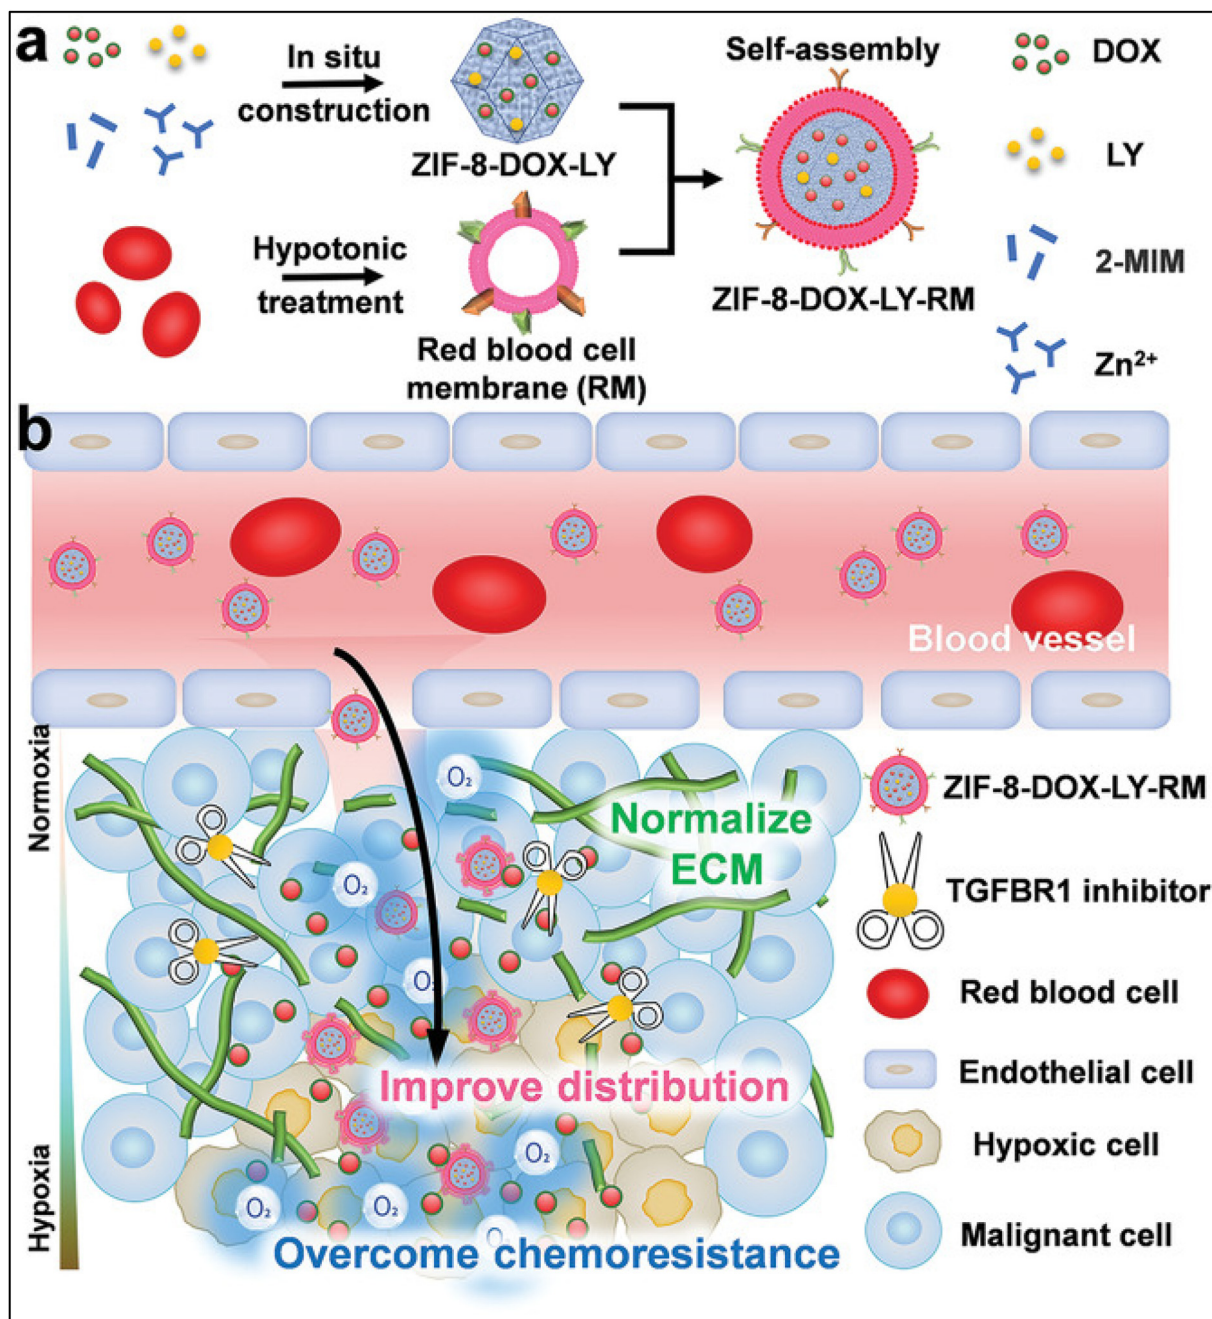 a
In situ
construction
ZIF-8-DOX-LY
Self-assembly
ZIF-8-DOX-LY-RM
Hypotonic
treatment
Red blood cell
membrane (RM)
DOX
LY
2-MIM
Zn²⁺
b
Blood vessel
Normoxia
Hypoxia
O₂
O₂
O₂
O₂
O₂
O₂
O₂
Normalize
ECM
Improve distribution
Overcome chemoresistance
ZIF-8-DOX-LY-RM
TGFBR1 inhibitor
Red blood cell
Endothelial cell
Hypoxic cell
Malignant cell